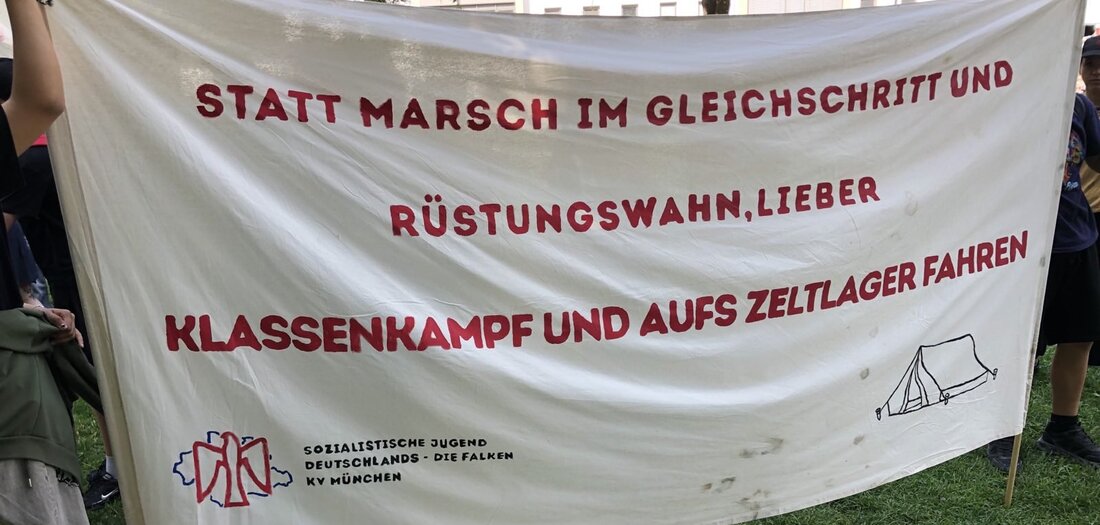 STATT MARSCH IM GLEICHSCHRITT UND
RÜSTUNGSWAHN, LIEBER
KLASSENKAMPF UND AUFS ZELTLAGER FAHREN
SOZIALISTISCHE JUGEND
DEUTSCHLANDS - DIE FALKEN
KV MÜNCHEN